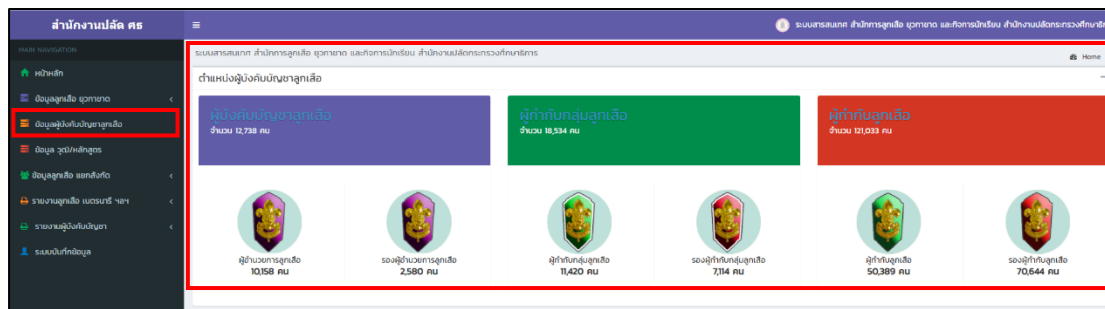 สำนักงานปลัด ศธ
ระบบสารสนเทศ สำนักการลูกเสือ ยุวกาชาด และกิจการนักเรียน สำนักงานปลัดกระทรวงศึกษาธิ
MAIN NAVIGATION
หน้าหลัก
ข้อมูลลูกเสือ ยุวกาชาด
ข้อมูลผู้บังคับบัญชาลูกเสือ
ข้อมูล วุฒิ/หลักสูตร
ข้อมูลลูกเสือ แยกสังกัด
รายงานลูกเสือ เนตรนารี ฯลฯ
รายงานผู้บังคับบัญชา
ระบบบันทึกข้อมูล
ระบบสารสนเทศ สำนักการลูกเสือ ยุวกาชาด และกิจการนักเรียน สำนักงานปลัดกระทรวงศึกษาธิการ
Home
ตำแหน่งผู้บังคับบัญชาลูกเสือ
ผู้บังคับบัญชาลูกเสือ
จำนวน 12,738 คน
ผู้กำกับกลุ่มลูกเสือ
จำนวน 18,534 คน
ผู้กำกับลูกเสือ
จำนวน 121,033 คน
ผู้อำนวยการลูกเสือ
10,158 คน
รองผู้อำนวยการลูกเสือ
2,580 คน
ผู้กำกับกลุ่มลูกเสือ
11,420 คน
รองผู้กำกับกลุ่มลูกเสือ
7,114 คน
ผู้กำกับลูกเสือ
50,389 คน
รองผู้กำกับลูกเสือ
70,644 คน